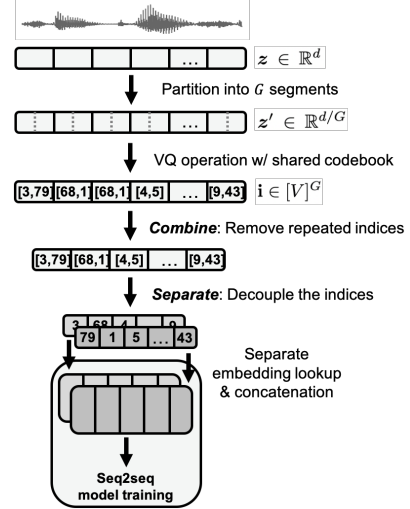 ... z ∈ ℝ^d
Partition into G segments
... z′ ∈ ℝ^{d/G}
VQ operation w/ shared codebook
[3,79] [68,1] [68,1] [4,5] ... [9,43] i ∈ [V]^G
Combine: Remove repeated indices
[3,79] [68,1] [4,5] ... [9,43]
Separate: Decouple the indices
3 68 4 9
79 1 5 ... 43
Separate
embedding lookup
& concatenation
Seq2seq
model training